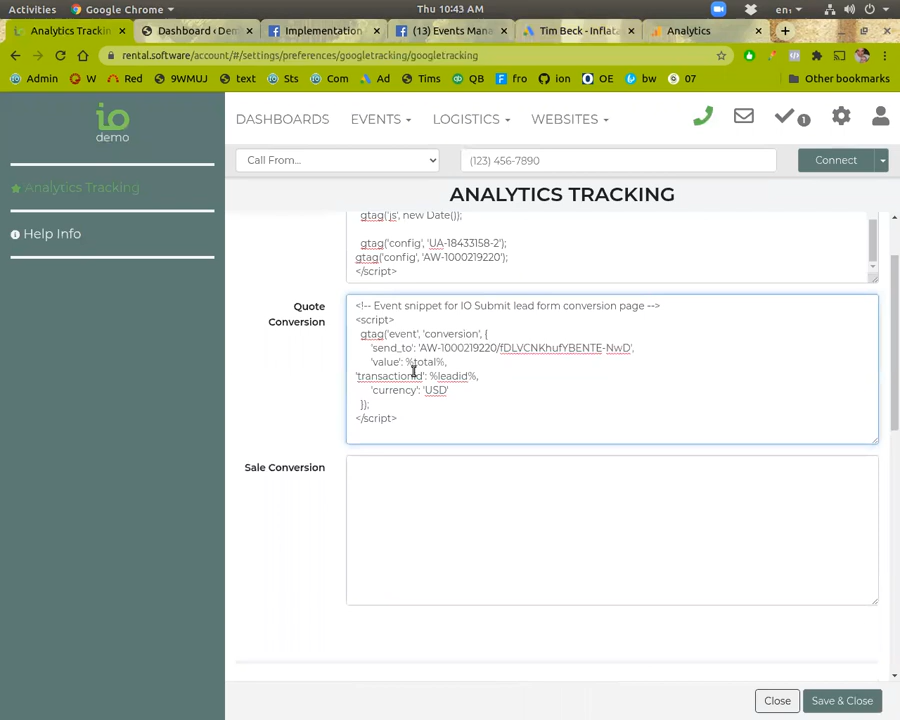 Activities
Google Chrome
Thu 10:43 AM
en₁
Analytics Trackin
Dashboard ‹ Dem
Implementation
(13) Events Mana
Tim Beck - Inflata
Analytics
rental.software/account/#/settings/preferences/googletracking/googletracking
Admin
W
Red
9WMUJ
text
Sts
Com
Ad
Tims
QB
fro
ion
OE
bw
07
Other bookmarks
io
demo
DASHBOARDS
EVENTS
LOGISTICS
WEBSITES
1
Call From...
(123) 456-7890
Connect
Analytics Tracking
Help Info
ANALYTICS TRACKING
gtag('js', new Date());
gtag('config', 'UA-18433158-2');
gtag('config', 'AW-1000219220');
</script>
Quote
Conversion
<!-- Event snippet for IO Submit lead form conversion page -->
<script>
gtag('event', 'conversion', {
'send_to': 'AW-1000219220/fDLVCNKhufYBENTE-NwD',
'value': %total%,
'transactionid': %leadid%,
'currency': 'USD'
});
</script>
Sale Conversion
Close
Save & Close